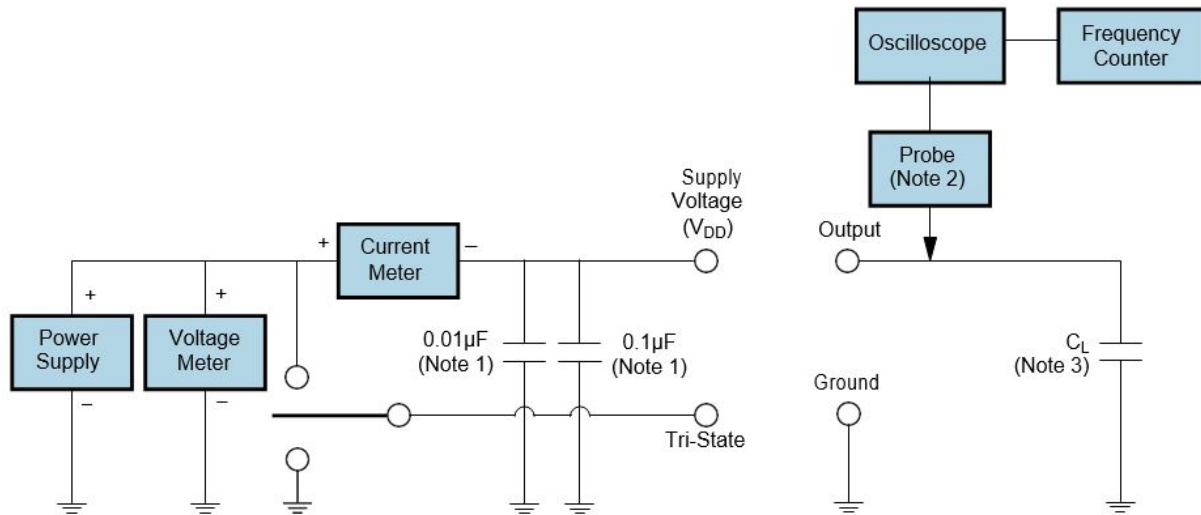 Oscilloscope
Frequency
Counter
Probe
(Note 2)
Supply
Voltage
(VDD)
Output
+
Current
Meter
–
+
Power
Supply
–
+
Voltage
Meter
–
0.01µF
(Note 1)
0.1µF
(Note 1)
CL
(Note 3)
Ground
Tri-State